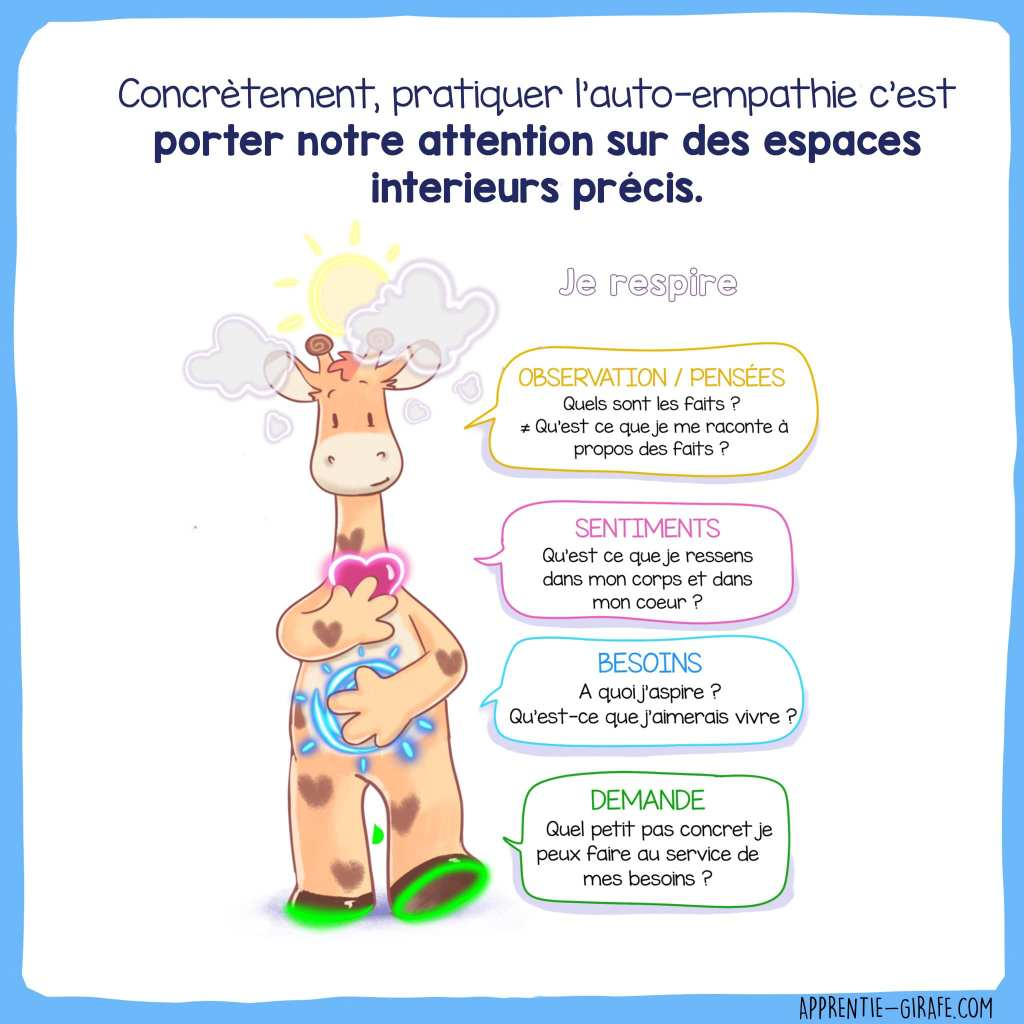 Concrètement, pratiquer l'auto-empathie c'est
porter notre attention sur des espaces
interieurs précis.
Je respire
OBSERVATION / PENSÉES
Quels sont les faits ?
≠ Qu'est ce que je me raconte à
propos des faits ?
SENTIMENTS
Qu'est ce que je ressens
dans mon corps et dans
mon coeur ?
BESOINS
A quoi j'aspire ?
Qu'est-ce que j'aimerais vivre ?
DEMANDE
Quel petit pas concret je
peux faire au service de
mes besoins ?
APPRENTIE-GIRAFE.COM